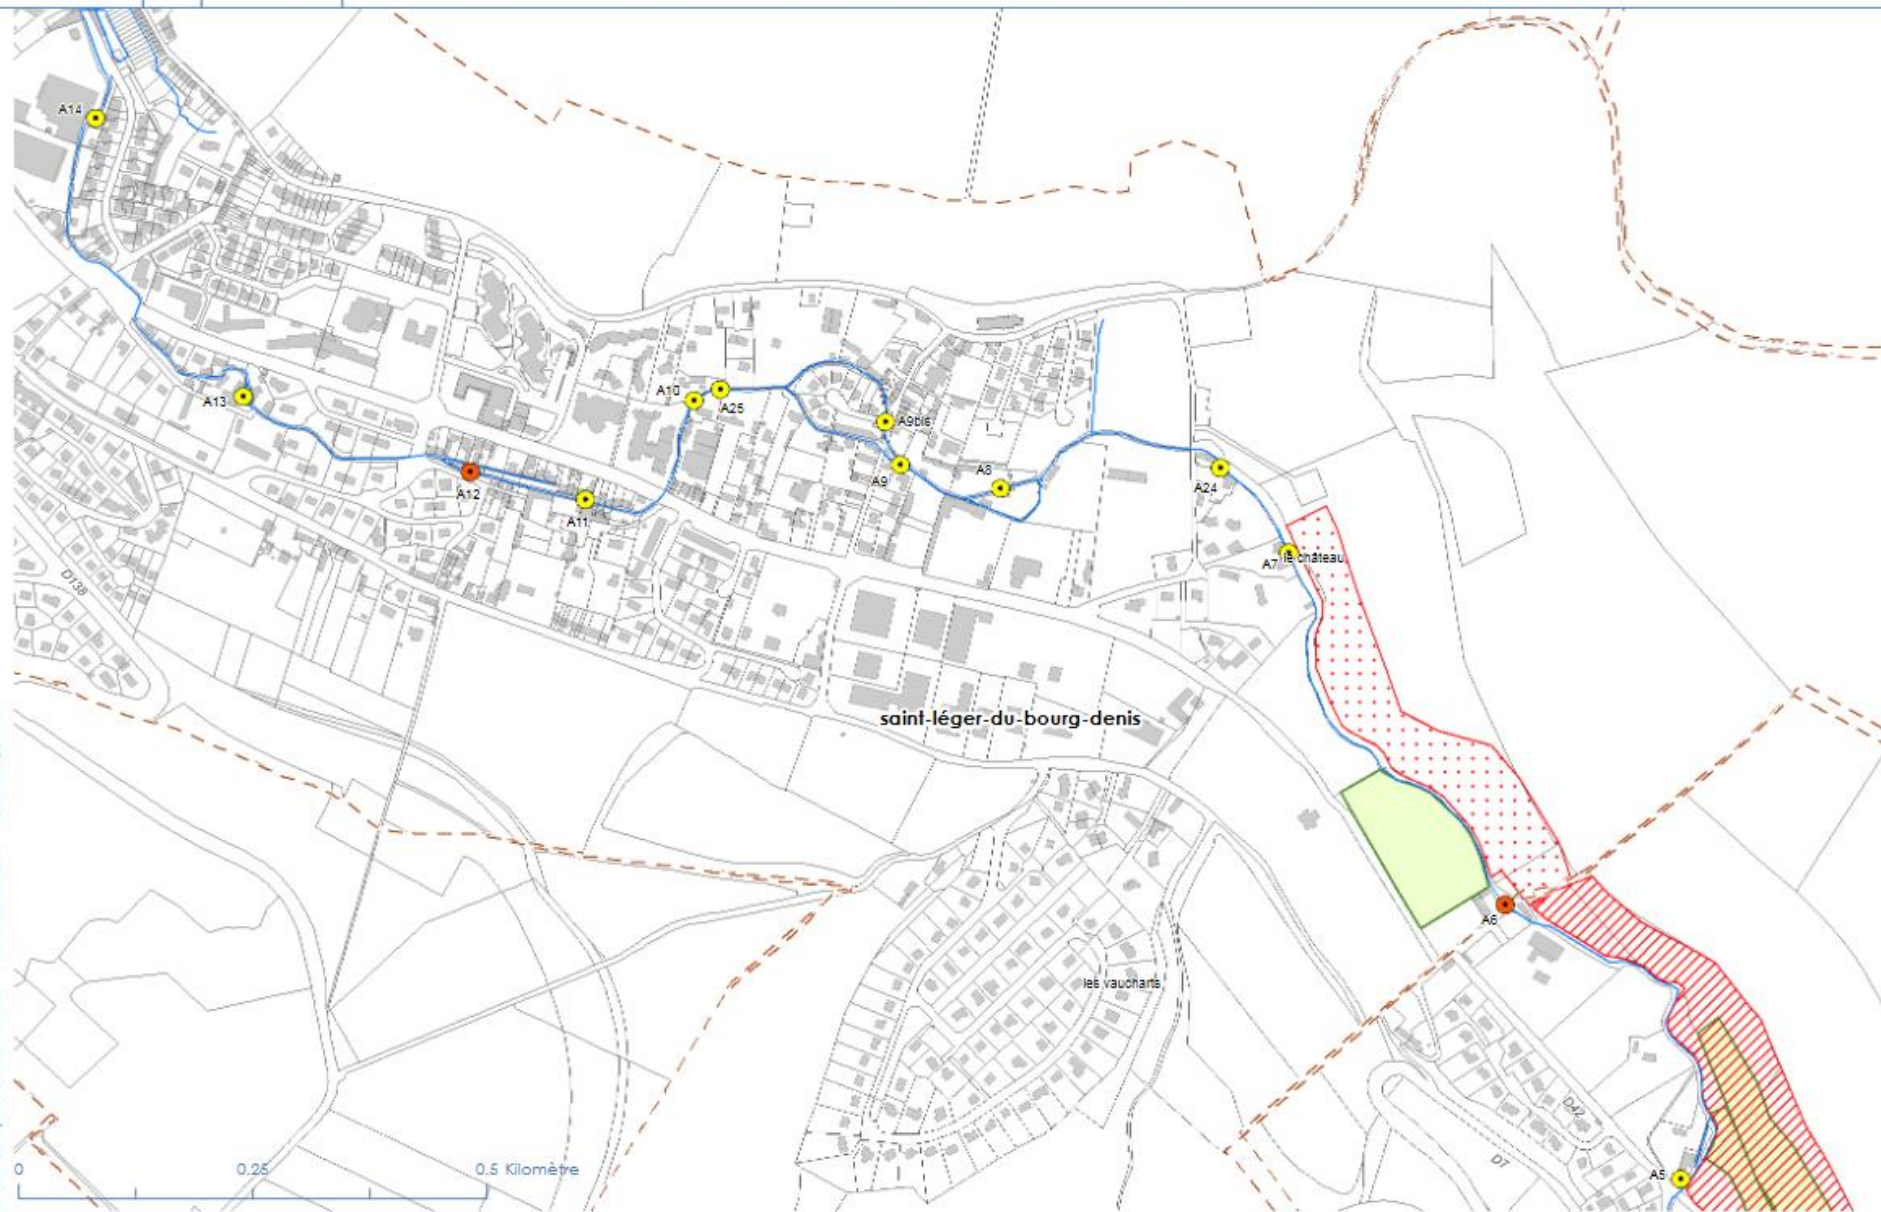 A14
A10
A25
A13
A9bis
A8
A9
A24
A12
A11
A7 le château
D138
saint-léger-du-bourg-denis
A6
les vaucharts
D42
0 0.25 0.5 Kilomètre
D7
A5